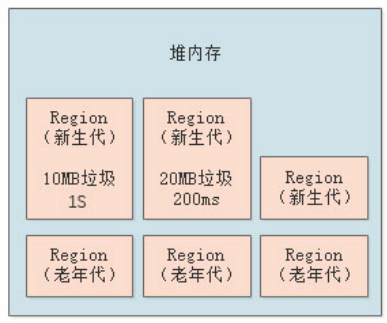 堆内存
Region
（新生代）
10MB垃圾
1S
Region
（新生代）
20MB垃圾
200ms
Region
（新生代）
Region
（老年代）
Region
（老年代）
Region
（老年代）